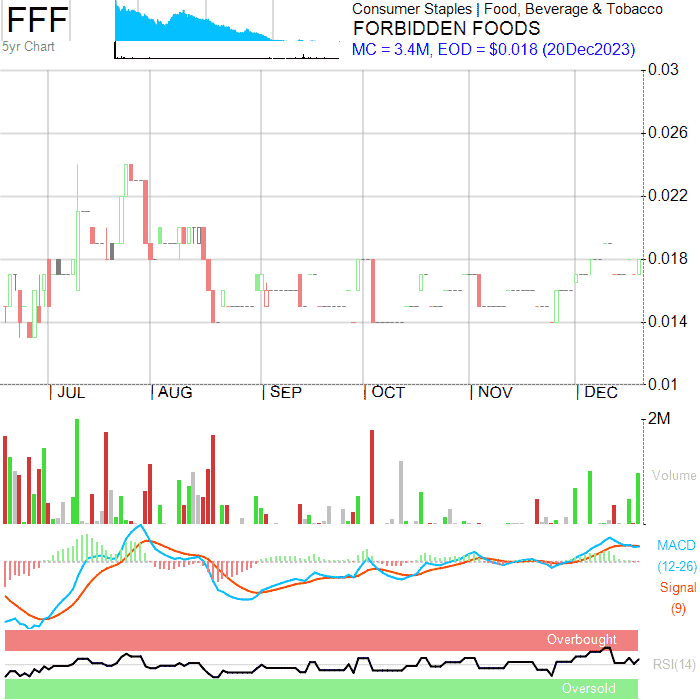 FFF
5yr Chart
Consumer Staples | Food, Beverage & Tobacco
FORBIDDEN FOODS
MC = 3.4M, EOD = $0.018 (20Dec2023)
0.03
0.026
0.022
0.018
0.014
0.01
| JUL | AUG | SEP | OCT | NOV | DEC
2M
Volume
MACD
(12-26)
Signal
(9)
Overbought
RSI(14)
Oversold